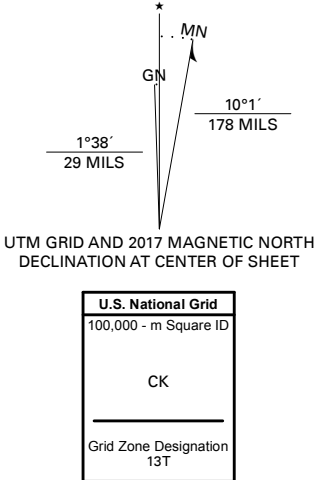 MN
GN
10°1´
178 MILS
1°38´
29 MILS
UTM GRID AND 2017 MAGNETIC NORTH
DECLINATION AT CENTER OF SHEET
U.S. National Grid
100,000 - m Square ID
CK
Grid Zone Designation
13T